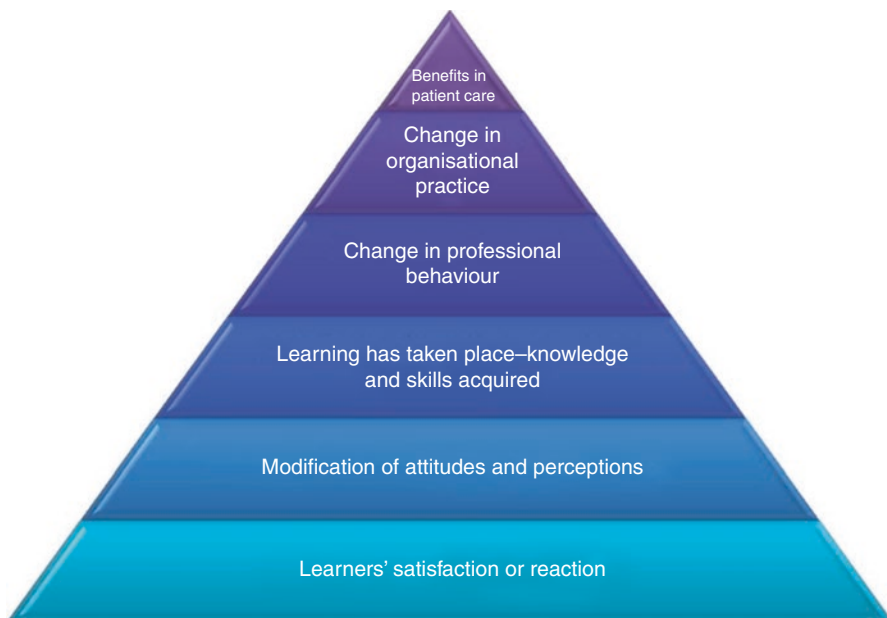 Benefits in
patient care
Change in
organisational
practice
Change in professional
behaviour
Learning has taken place–knowledge
and skills acquired
Modification of attitudes and perceptions
Learners’ satisfaction or reaction